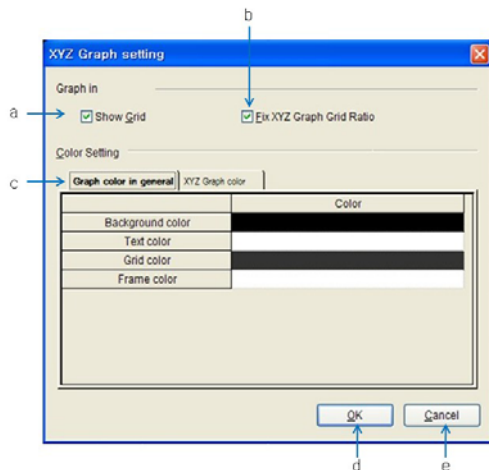 b
XYZ Graph setting
Graph in
a
Show Grid
Fix XYZ Graph Grid Ratio
Color Setting
c
Graph color in general XYZ Graph color
Color
Background color
Text color
Grid color
Frame color
OK Cancel
d e